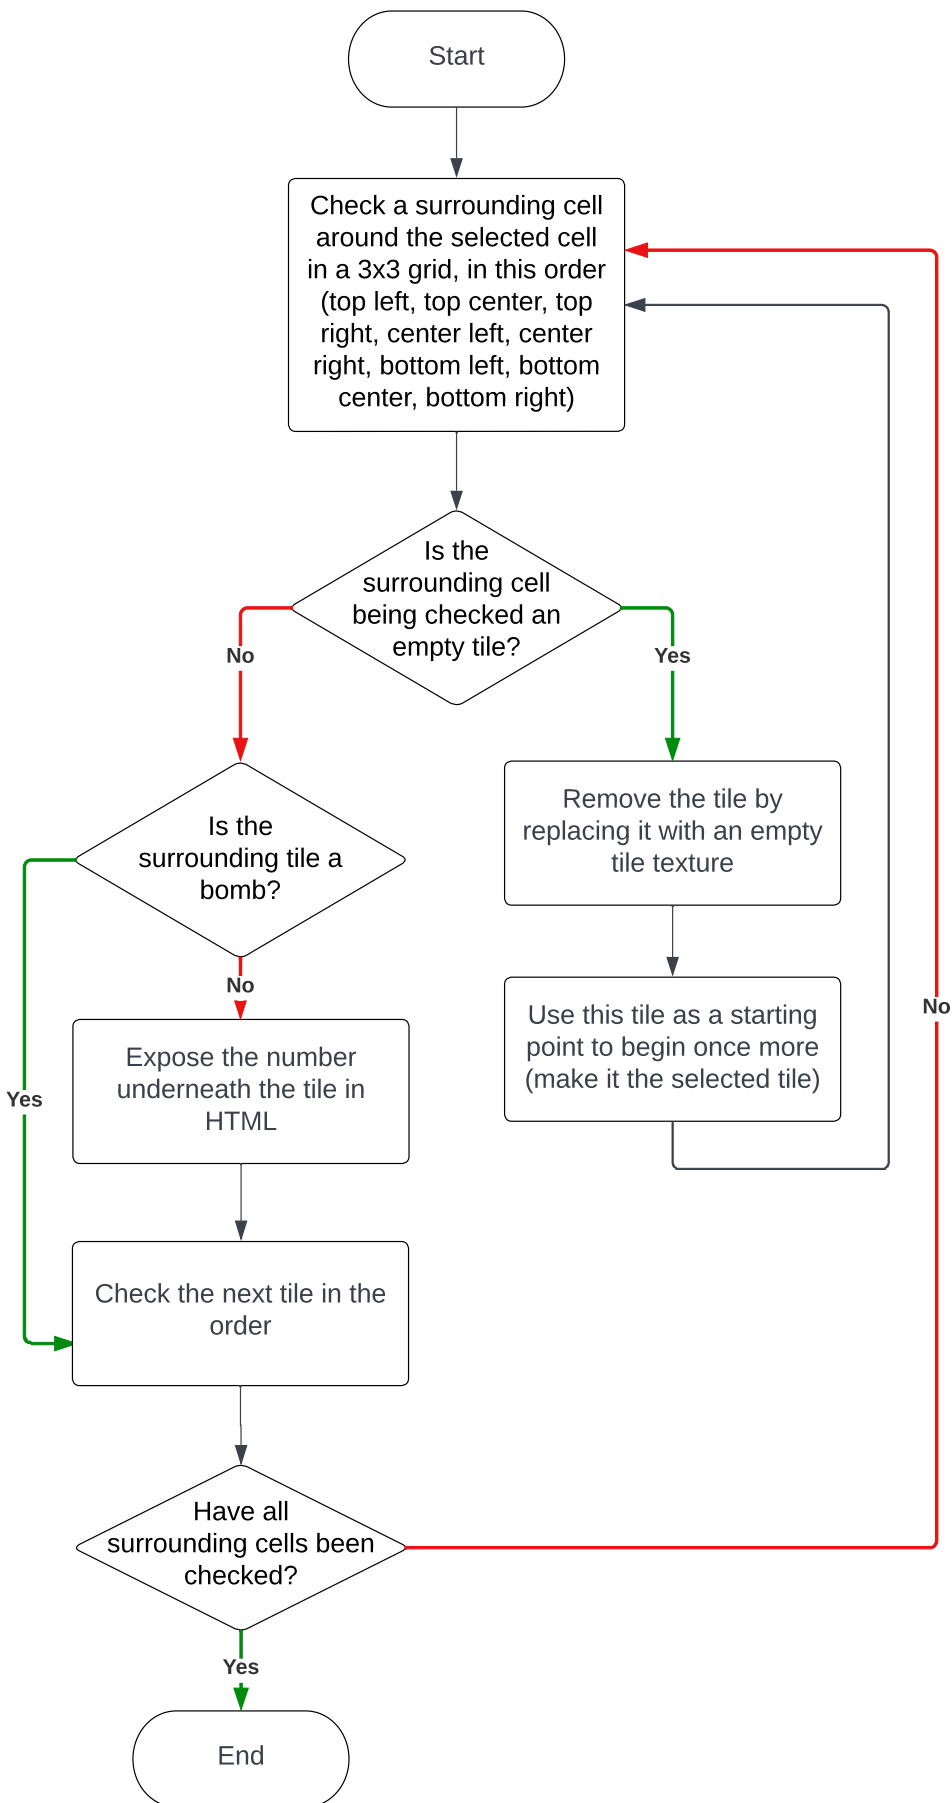 Start
Check a surrounding cell
around the selected cell
in a 3x3 grid, in this order
(top left, top center, top
right, center left, center
right, bottom left, bottom
center, bottom right)
Is the
surrounding cell
being checked an
empty tile?
No
Yes
Is the
surrounding tile a
bomb?
Remove the tile by
replacing it with an empty
tile texture
No
Use this tile as a starting
point to begin once more
(make it the selected tile)
No
Expose the number
underneath the tile in
HTML
Yes
Check the next tile in the
order
Have all
surrounding cells been
checked?
Yes
End